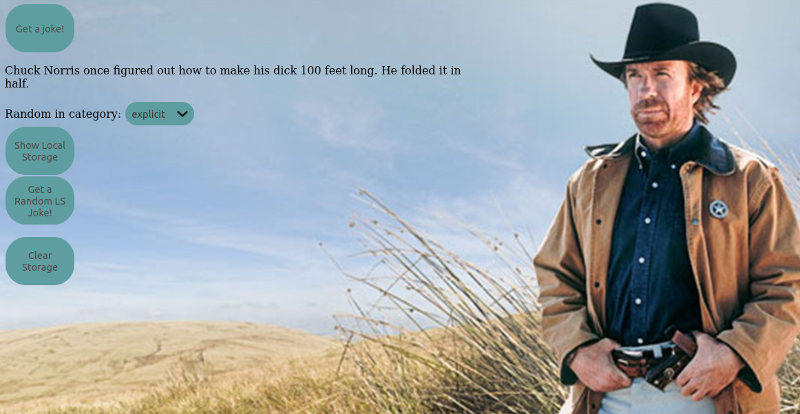 Get a joke!
Chuck Norris once figured out how to make his dick 100 feet long. He folded it in
half.
Random in category: explicit
Show Local
Storage
Get a
Random LS
Joke!
Clear
Storage